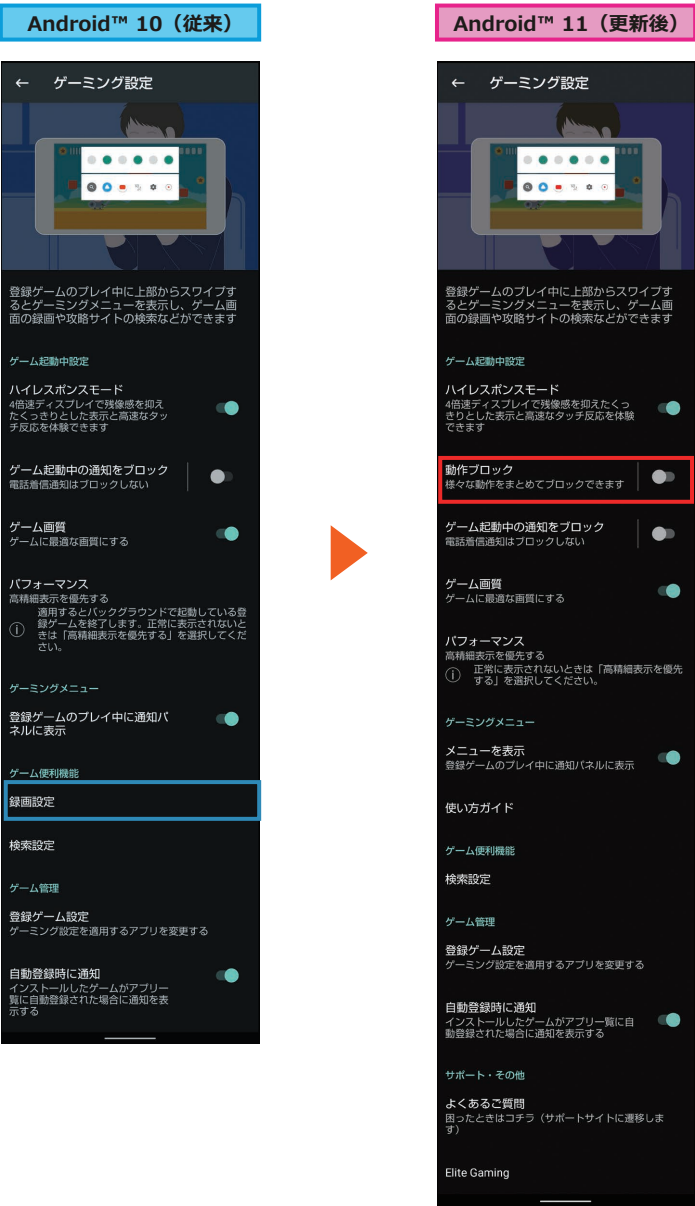 Android™ 10（従来）
← ゲーミング設定
登録ゲームのプレイ中に上部からスワイプす
るとゲーミングメニューを表示し、ゲーム画
面の録画や攻略サイトの検索などができます
ゲーム起動中設定
ハイレスポンスモード
4倍速ディスプレイで残像感を抑え
たくっきりとした表示と高速なタッ
チ反応を体験できます
ゲーム起動中の通知をブロック
電話着信通知はブロックしない
ゲーム画質
ゲームに最適な画質にする
パフォーマンス
高精細表示を優先する
適用するとバックグラウンドで起動している登
録ゲームを終了します。正常に表示されないと
きは「高精細表示を優先する」を選択してくだ
さい。
ゲーミングメニュー
登録ゲームのプレイ中に通知パ
ネルに表示
ゲーム便利機能
録画設定
検索設定
ゲーム管理
登録ゲーム設定
ゲーミング設定を適用するアプリを変更する
自動登録時に通知
インストールしたゲームがアプリ一
覧に自動登録された場合に通知を表
示する
Android™ 11（更新後）
← ゲーミング設定
登録ゲームのプレイ中に上部からスワイプす
るとゲーミングメニューを表示し、ゲーム画
面の録画や攻略サイトの検索などができます
ゲーム起動中設定
ハイレスポンスモード
4倍速ディスプレイで残像感を抑えたくっ
きりとした表示と高速なタッチ反応を体験
できます
動作ブロック
様々な動作をまとめてブロックできます
ゲーム起動中の通知をブロック
電話着信通知はブロックしない
ゲーム画質
ゲームに最適な画質にする
パフォーマンス
高精細表示を優先する
正常に表示されないときは「高精細表示を優先
する」を選択してください。
ゲーミングメニュー
メニューを表示
登録ゲームのプレイ中に通知パネルに表示
使い方ガイド
ゲーム便利機能
検索設定
ゲーム管理
登録ゲーム設定
ゲーミング設定を適用するアプリを変更する
自動登録時に通知
インストールしたゲームがアプリ一覧に自
動登録された場合に通知を表示する
サポート・その他
よくあるご質問
困ったときはコチラ（サポートサイトに遷移しま
す）
Elite Gaming